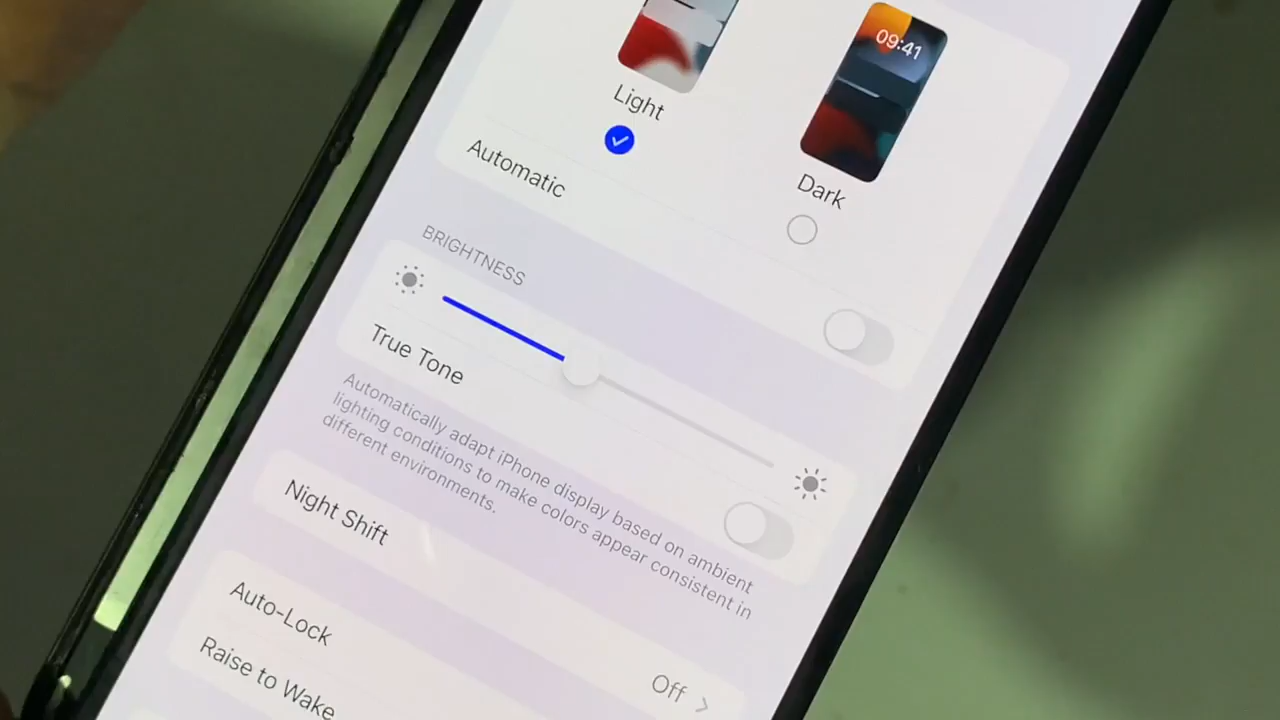 09:41
Light
Dark
Automatic
BRIGHTNESS
True Tone
Automatically adapt iPhone display based on ambient
lighting conditions to make colors appear consistent in
different environments.
Night Shift
Off
Auto-Lock
Raise to Wake